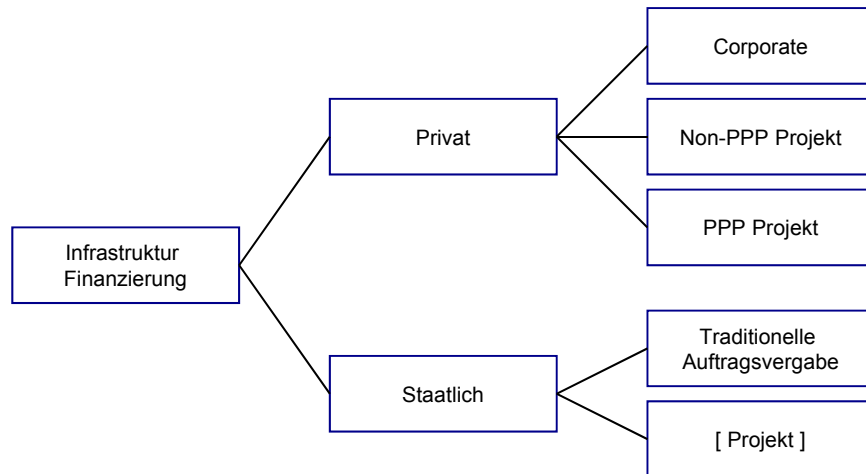 Infrastruktur
Finanzierung
Privat
Corporate
Non-PPP Projekt
PPP Projekt
Staatlich
Traditionelle
Auftragsvergabe
[ Projekt ]